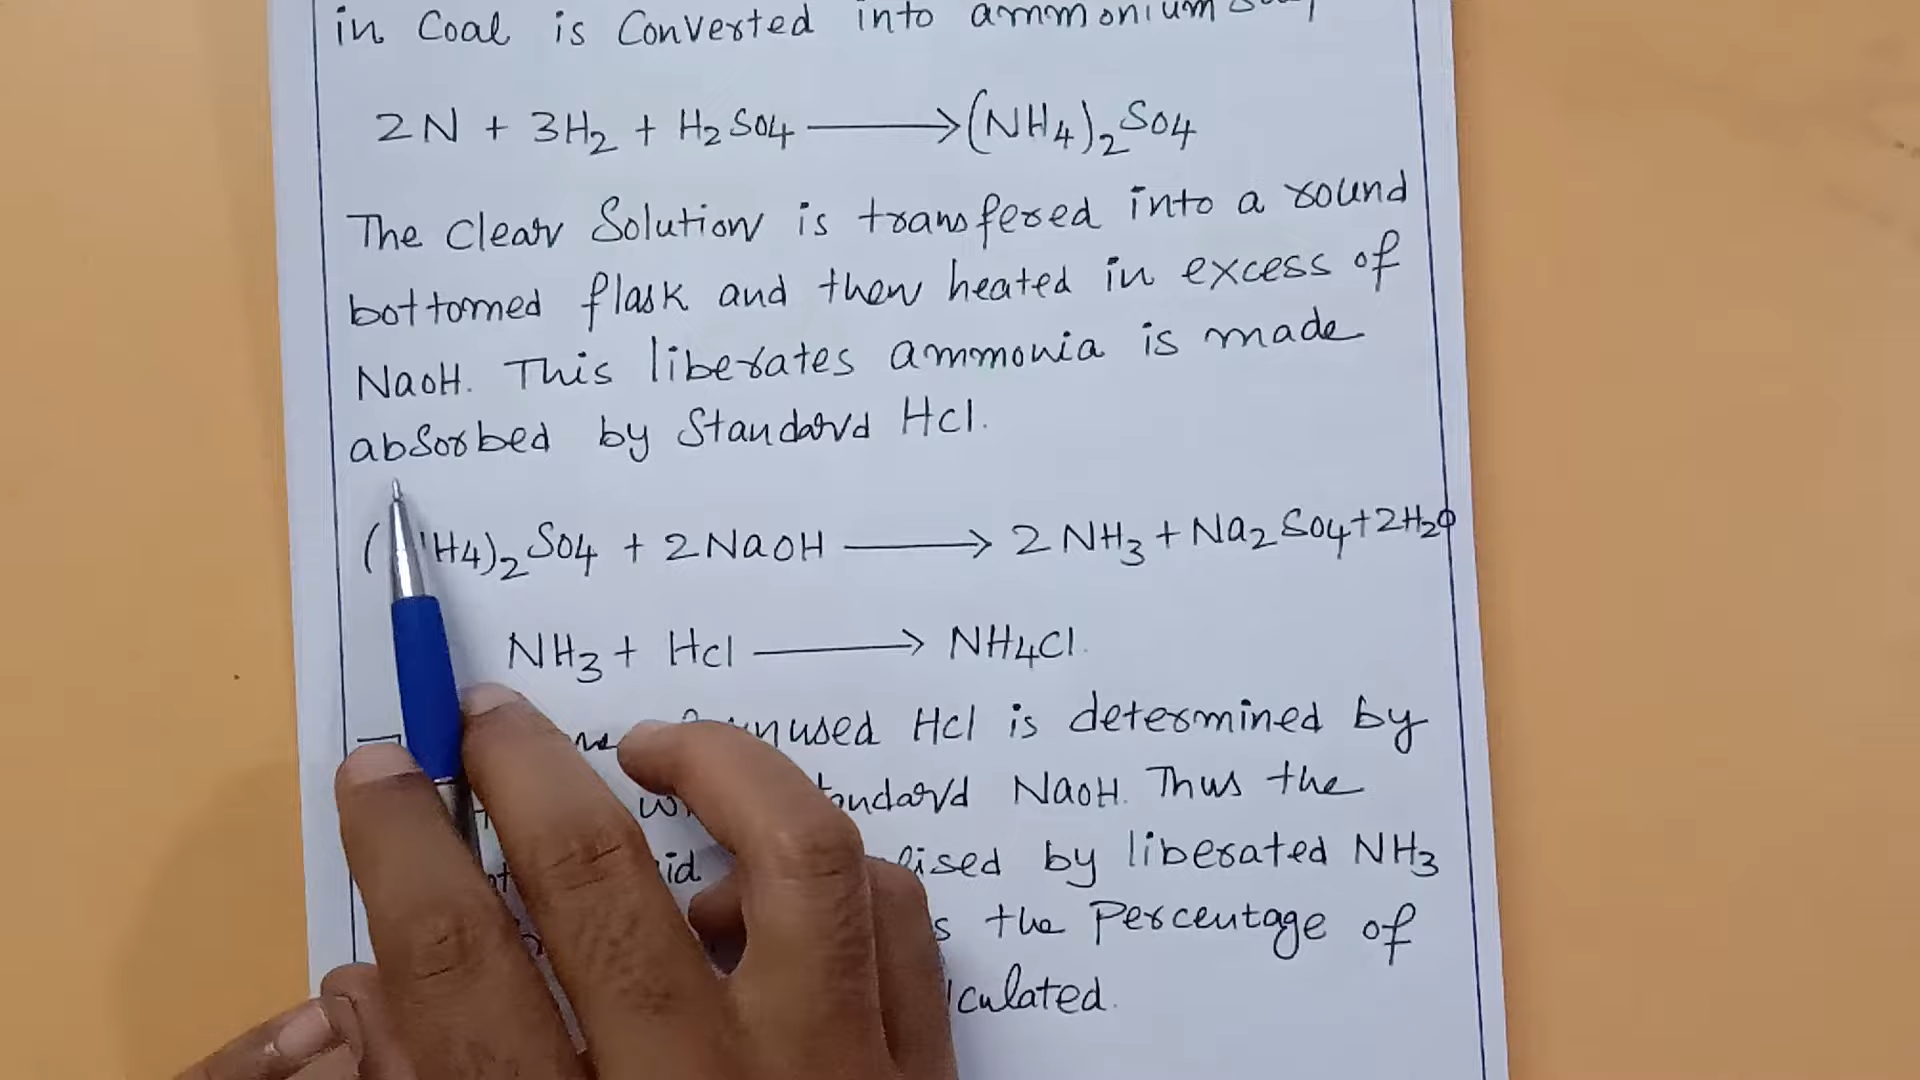 in Coal is Converted into ammonium
2N + 3H2 + H2SO4 ⟶ (NH4)2SO4
The Clear Solution is transfered into a round
bottomed flask and then heated in excess of
NaOH. This liberates ammonia is made
absorbed by Standard Hcl.
( H4)2SO4 + 2NaOH ⟶ 2NH3 + Na2SO4+2H2O
NH3 + Hcl ⟶ NH4Cl.
unused Hcl is determined by
NaOH. Thus the
by liberated NH3
the Percentage of